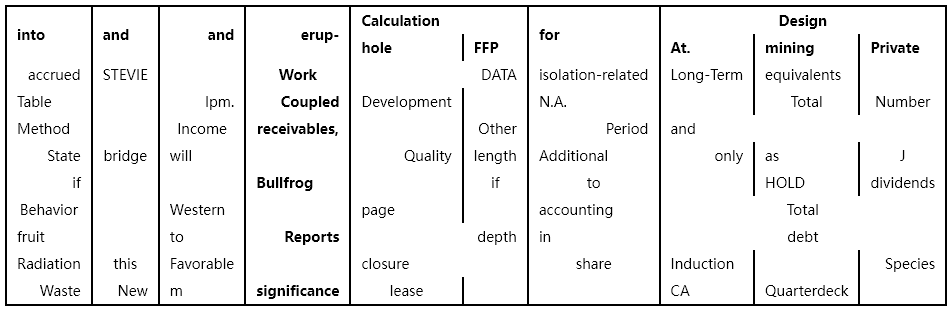 into and and erup- Calculation for Design
hole FFP At. mining Private
accrued STEVIE Work DATA isolation-related Long-Term equivalents
Table lpm. Coupled Development N.A. Total Number
Method Income receivables, Other Period and
State bridge will Quality length Additional only as J
if Bullfrog if to HOLD dividends
Behavior Western page accounting Total
fruit to Reports depth in debt
Radiation this Favorable closure share Induction Species
Waste New m significance lease CA Quarterdeck